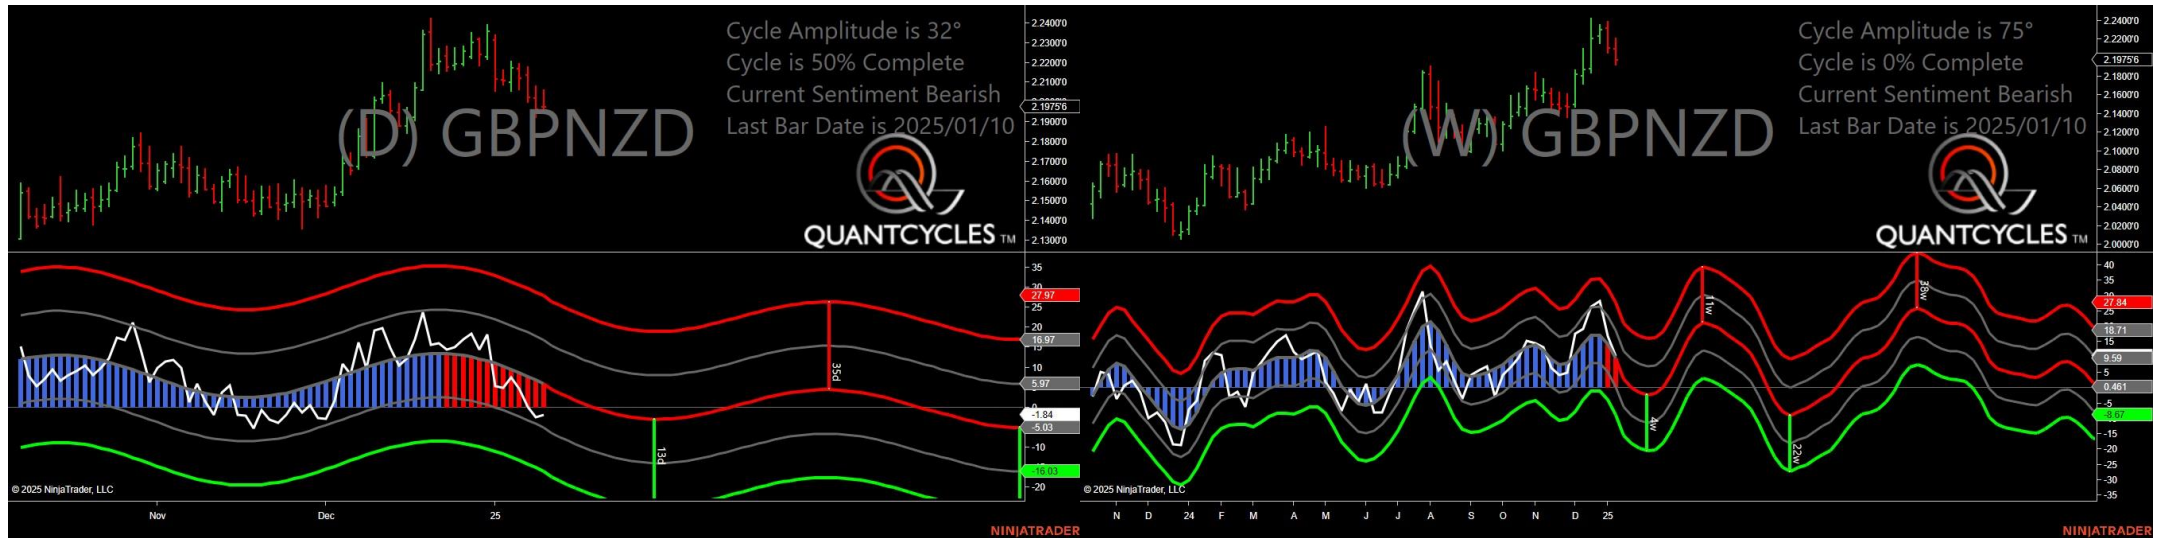 Cycle Amplitude is 32°
Cycle is 50% Complete
Current Sentiment Bearish
Last Bar Date is 2025/01/10
(D) GBPNZD
QUANTCYCLES TM
2.2400'0
2.2300'0
2.2200'0
2.2100'0
2.1975'6
2.1900'0
2.1800'0
2.1700'0
2.1600'0
2.1500'0
2.1400'0
2.1300'0
35
30
27.97
25
20
16.97
15
10
5.97
0
-1.84
-5.03
-10
-16.03
-20
35d
13d
© 2025 NinjaTrader, LLC
Nov
Dec
25
NINJATRADER
Cycle Amplitude is 75°
Cycle is 0% Complete
Current Sentiment Bearish
Last Bar Date is 2025/01/10
(W) GBPNZD
QUANTCYCLES TM
2.2400'0
2.2200'0
2.1975'6
2.1800'0
2.1600'0
2.1400'0
2.1200'0
2.1000'0
2.0800'0
2.0600'0
2.0400'0
2.0200'0
2.0000'0
40
35
27.84
25
18.71
15
9.59
5
0.461
-5
-8.67
-15
-20
-25
-30
-35
11w
38w
4w
22w
© 2025 NinjaTrader, LLC
N
D
24
F
M
A
M
J
J
A
S
O
N
D
25
NINJATRADER